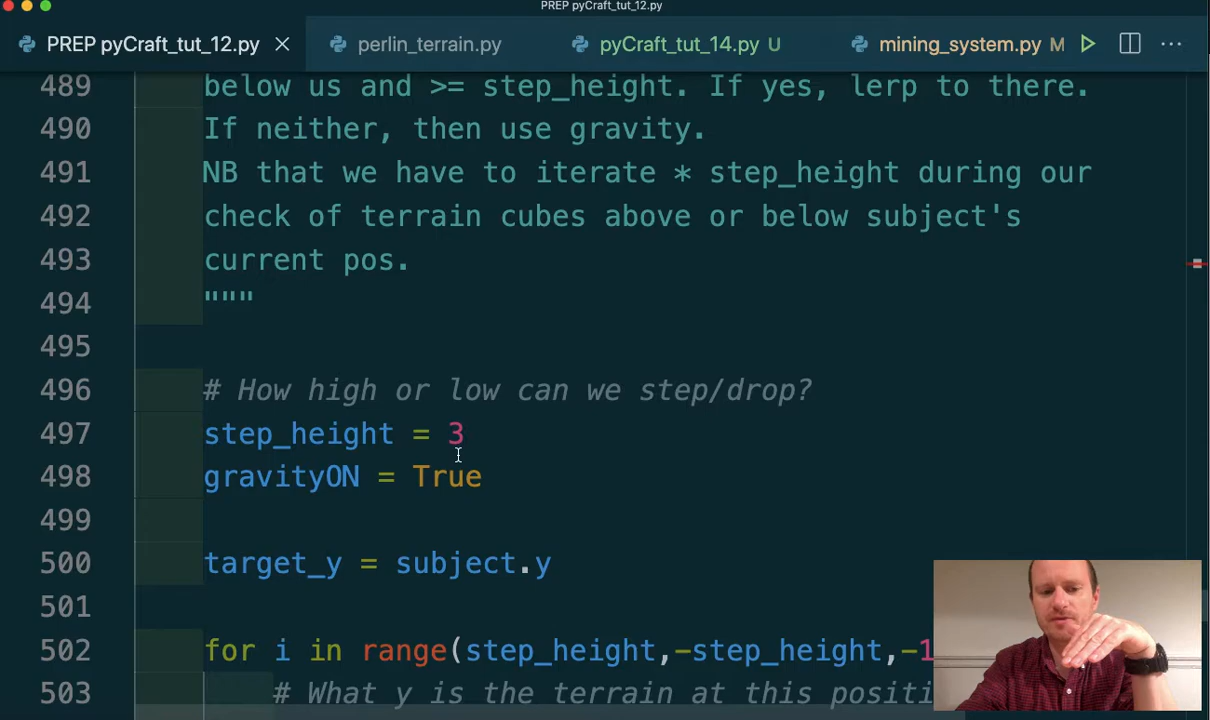 PREP pyCraft_tut_12.py
PREP pyCraft_tut_12.py perlin_terrain.py pyCraft_tut_14.py U mining_system.py M
489 below us and >= step_height. If yes, lerp to there.
490 If neither, then use gravity.
491 NB that we have to iterate * step_height during our
492 check of terrain cubes above or below subject's
493 current pos.
494 """
495
496 # How high or low can we step/drop?
497 step_height = 3
498 gravityON = True
499
500 target_y = subject.y
501
502 for i in range(step_height,-step_height,-1
503 # What y is the terrain at this positi